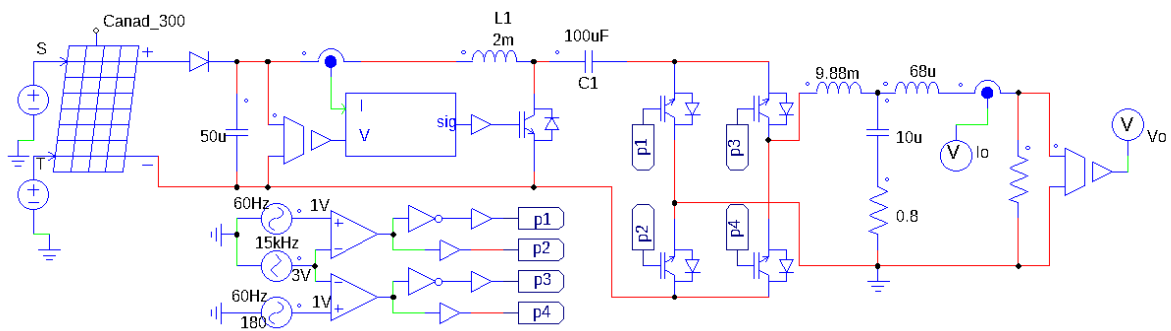 Canad_300
S
+
T
−
50u
I
V
sig
L1
2m
100uF
C1
p1
p3
p2
p4
9.88m
68u
10u
0.8
V
Io
V
Vo
60Hz
1V
15kHz
3V
60Hz
180
1V
+
−
−
+
p1
p2
p3
p4